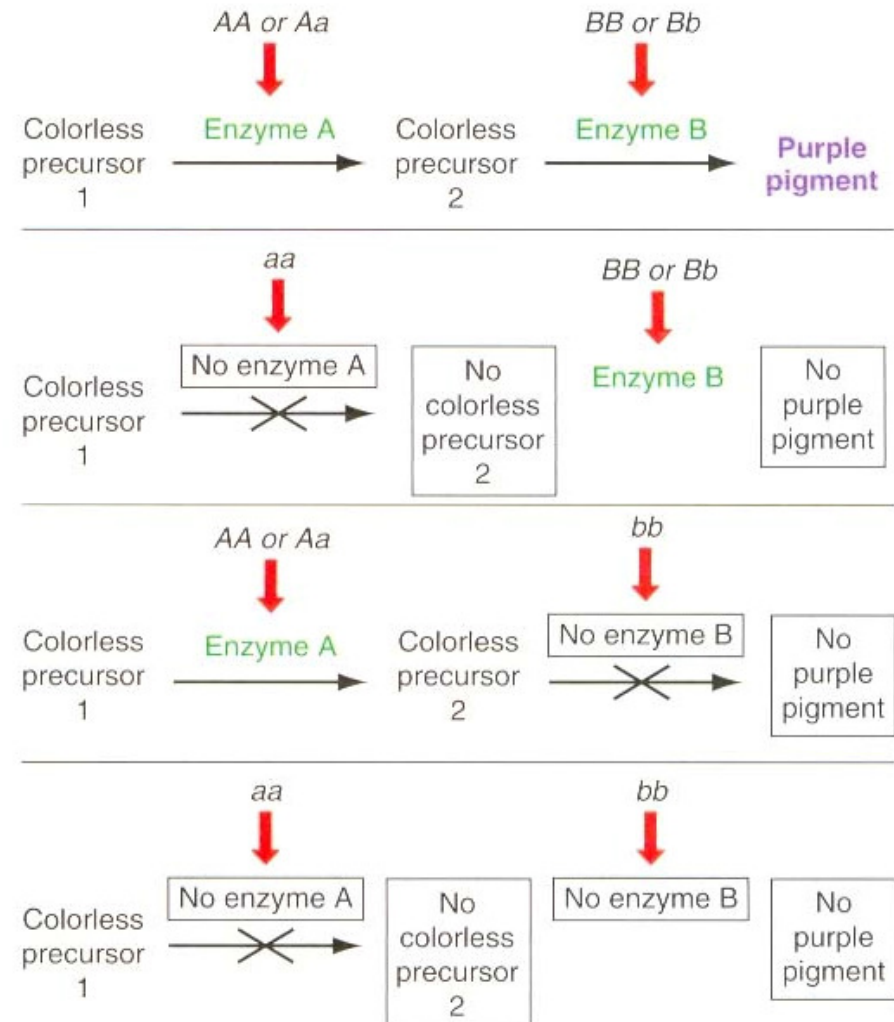 AA or Aa
BB or Bb
Colorless
precursor
1
Enzyme A
Colorless
precursor
2
Enzyme B
Purple
pigment
aa
BB or Bb
Colorless
precursor
1
No enzyme A
No
colorless
precursor
2
Enzyme B
No
purple
pigment
AA or Aa
bb
Colorless
precursor
1
Enzyme A
Colorless
precursor
2
No enzyme B
No
purple
pigment
aa
bb
Colorless
precursor
1
No enzyme A
No
colorless
precursor
2
No enzyme B
No
purple
pigment